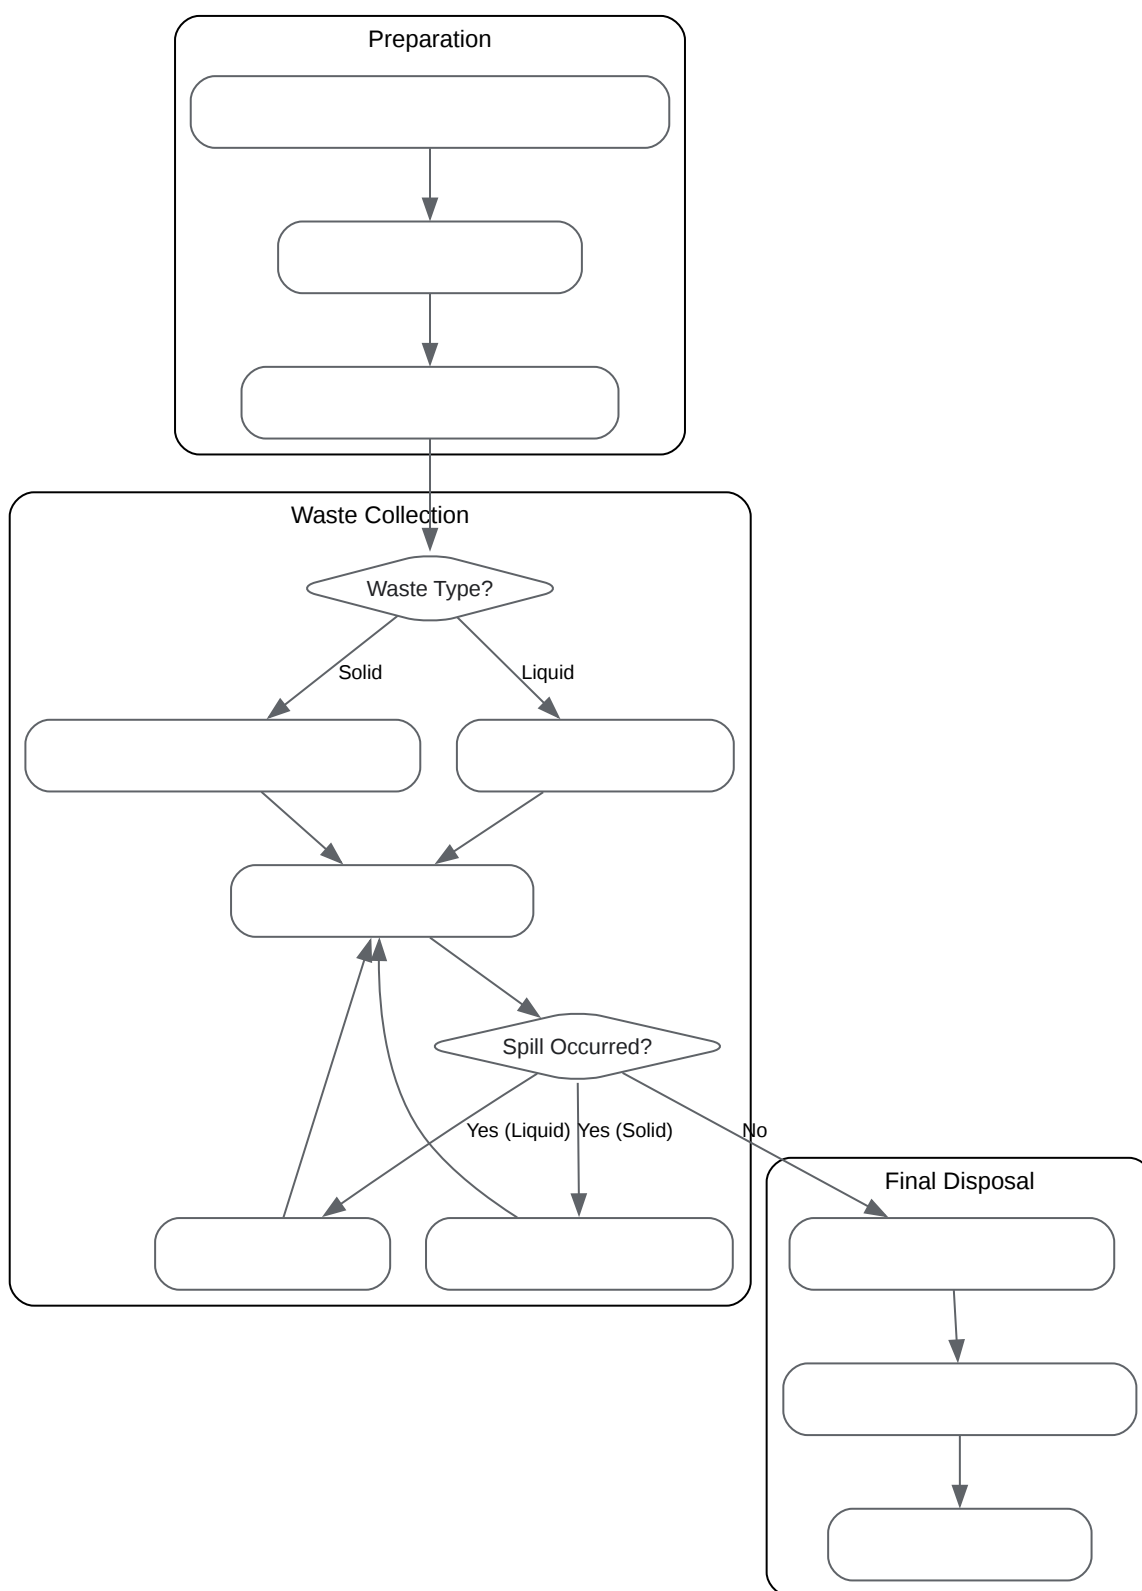 Preparation
Waste Collection
Waste Type?
Solid
Liquid
Spill Occurred?
Yes (Liquid)
Yes (Solid)
No
Final Disposal